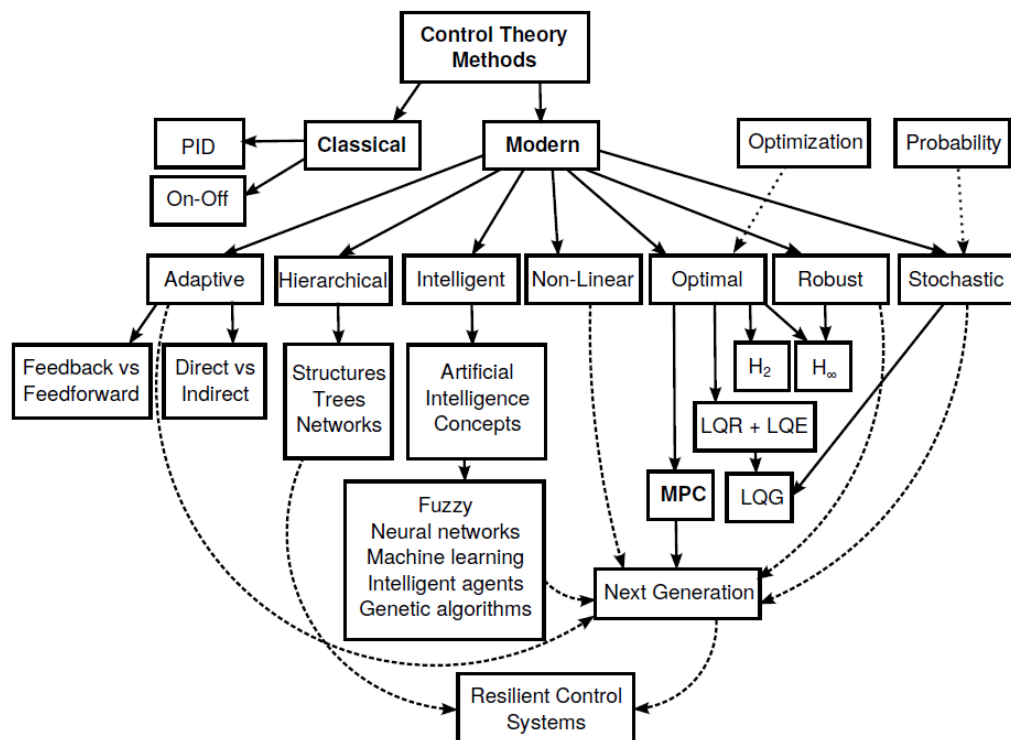 Control Theory
Methods
PID
Classical
Modern
Optimization
Probability
On-Off
Adaptive
Hierarchical
Intelligent
Non-Linear
Optimal
Robust
Stochastic
Feedback vs
Feedforward
Direct vs
Indirect
Structures
Trees
Networks
Artificial
Intelligence
Concepts
H₂
H∞
LQR + LQE
MPC
LQG
Fuzzy
Neural networks
Machine learning
Intelligent agents
Genetic algorithms
Next Generation
Resilient Control
Systems